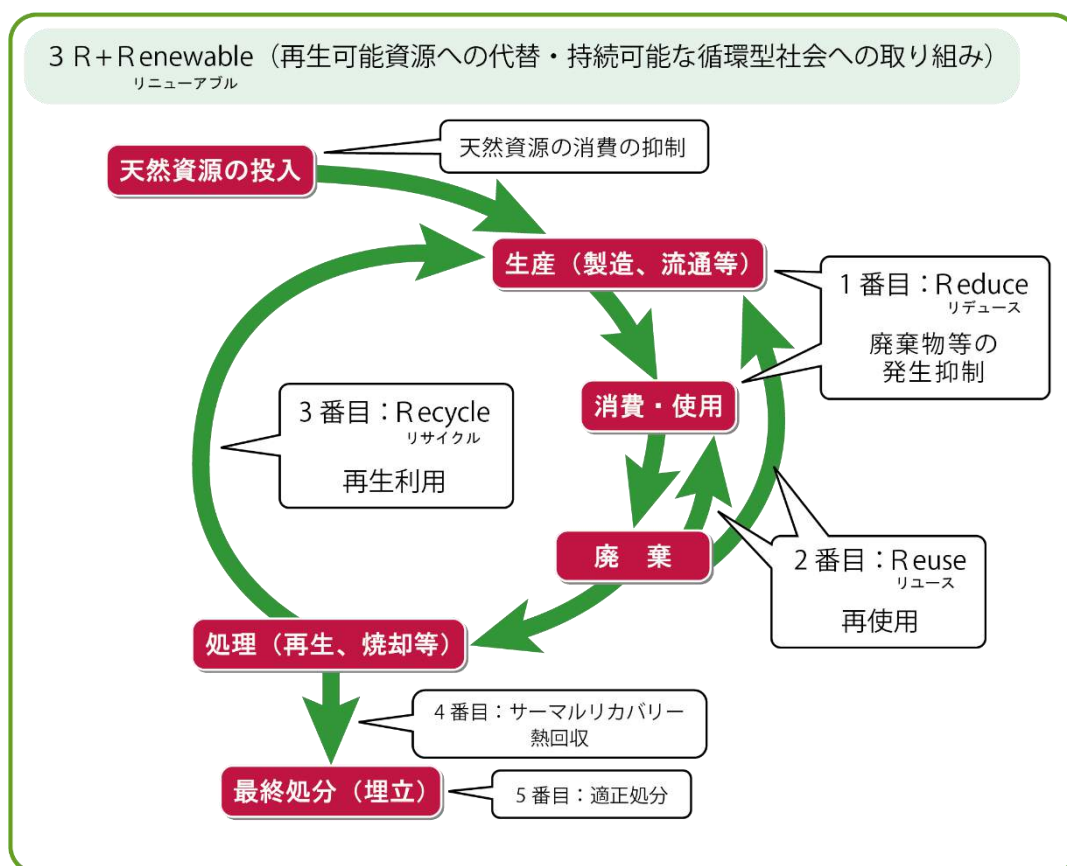 3 R+Renewable（再生可能資源への代替・持続可能な循環型社会への取り組み）
リニューアブル
天然資源の消費の抑制
天然資源の投入
生産（製造、流通等）
1 番目：Reduce
リデュース
廃棄物等の
発生抑制
消費・使用
3 番目：Recycle
リサイクル
再生利用
廃　棄
2 番目：Reuse
リユース
再使用
処理（再生、焼却等）
4 番目：サーマルリカバリー
熱回収
最終処分（埋立）
5 番目：適正処分